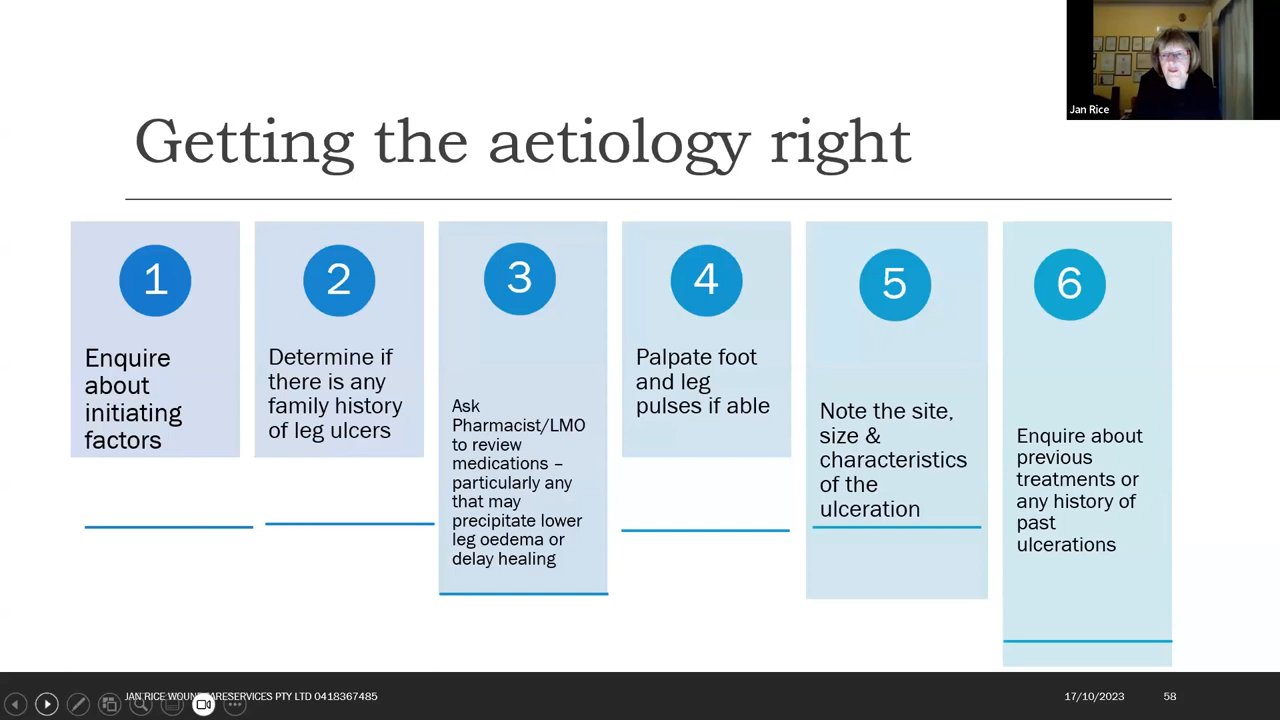 Jan Rice
Getting the aetiology right
1
Enquire
about
initiating
factors
2
Determine if
there is any
family history
of leg ulcers
3
Ask
Pharmacist/LMO
to review
medications –
particularly any
that may
precipitate lower
leg oedema or
delay healing
4
Palpate foot
and leg
pulses if able
5
Note the site,
size &
characteristics
of the
ulceration
6
Enquire about
previous
treatments or
any history of
past
ulcerations
JAN RICE WOUNDCARESERVICES PTY LTD 0418367485
17/10/2023
58